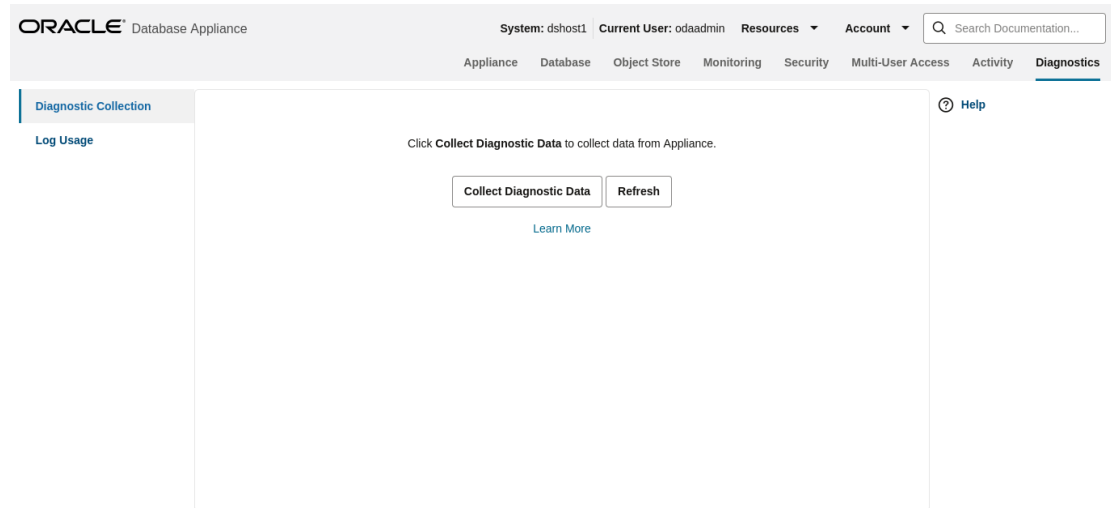 ORACLE® Database Appliance
System: dshost1 Current User: odaadmin Resources Account Search Documentation...
Appliance Database Object Store Monitoring Security Multi-User Access Activity Diagnostics
Diagnostic Collection
Log Usage
Click Collect Diagnostic Data to collect data from Appliance.
Collect Diagnostic Data Refresh
Learn More
Help